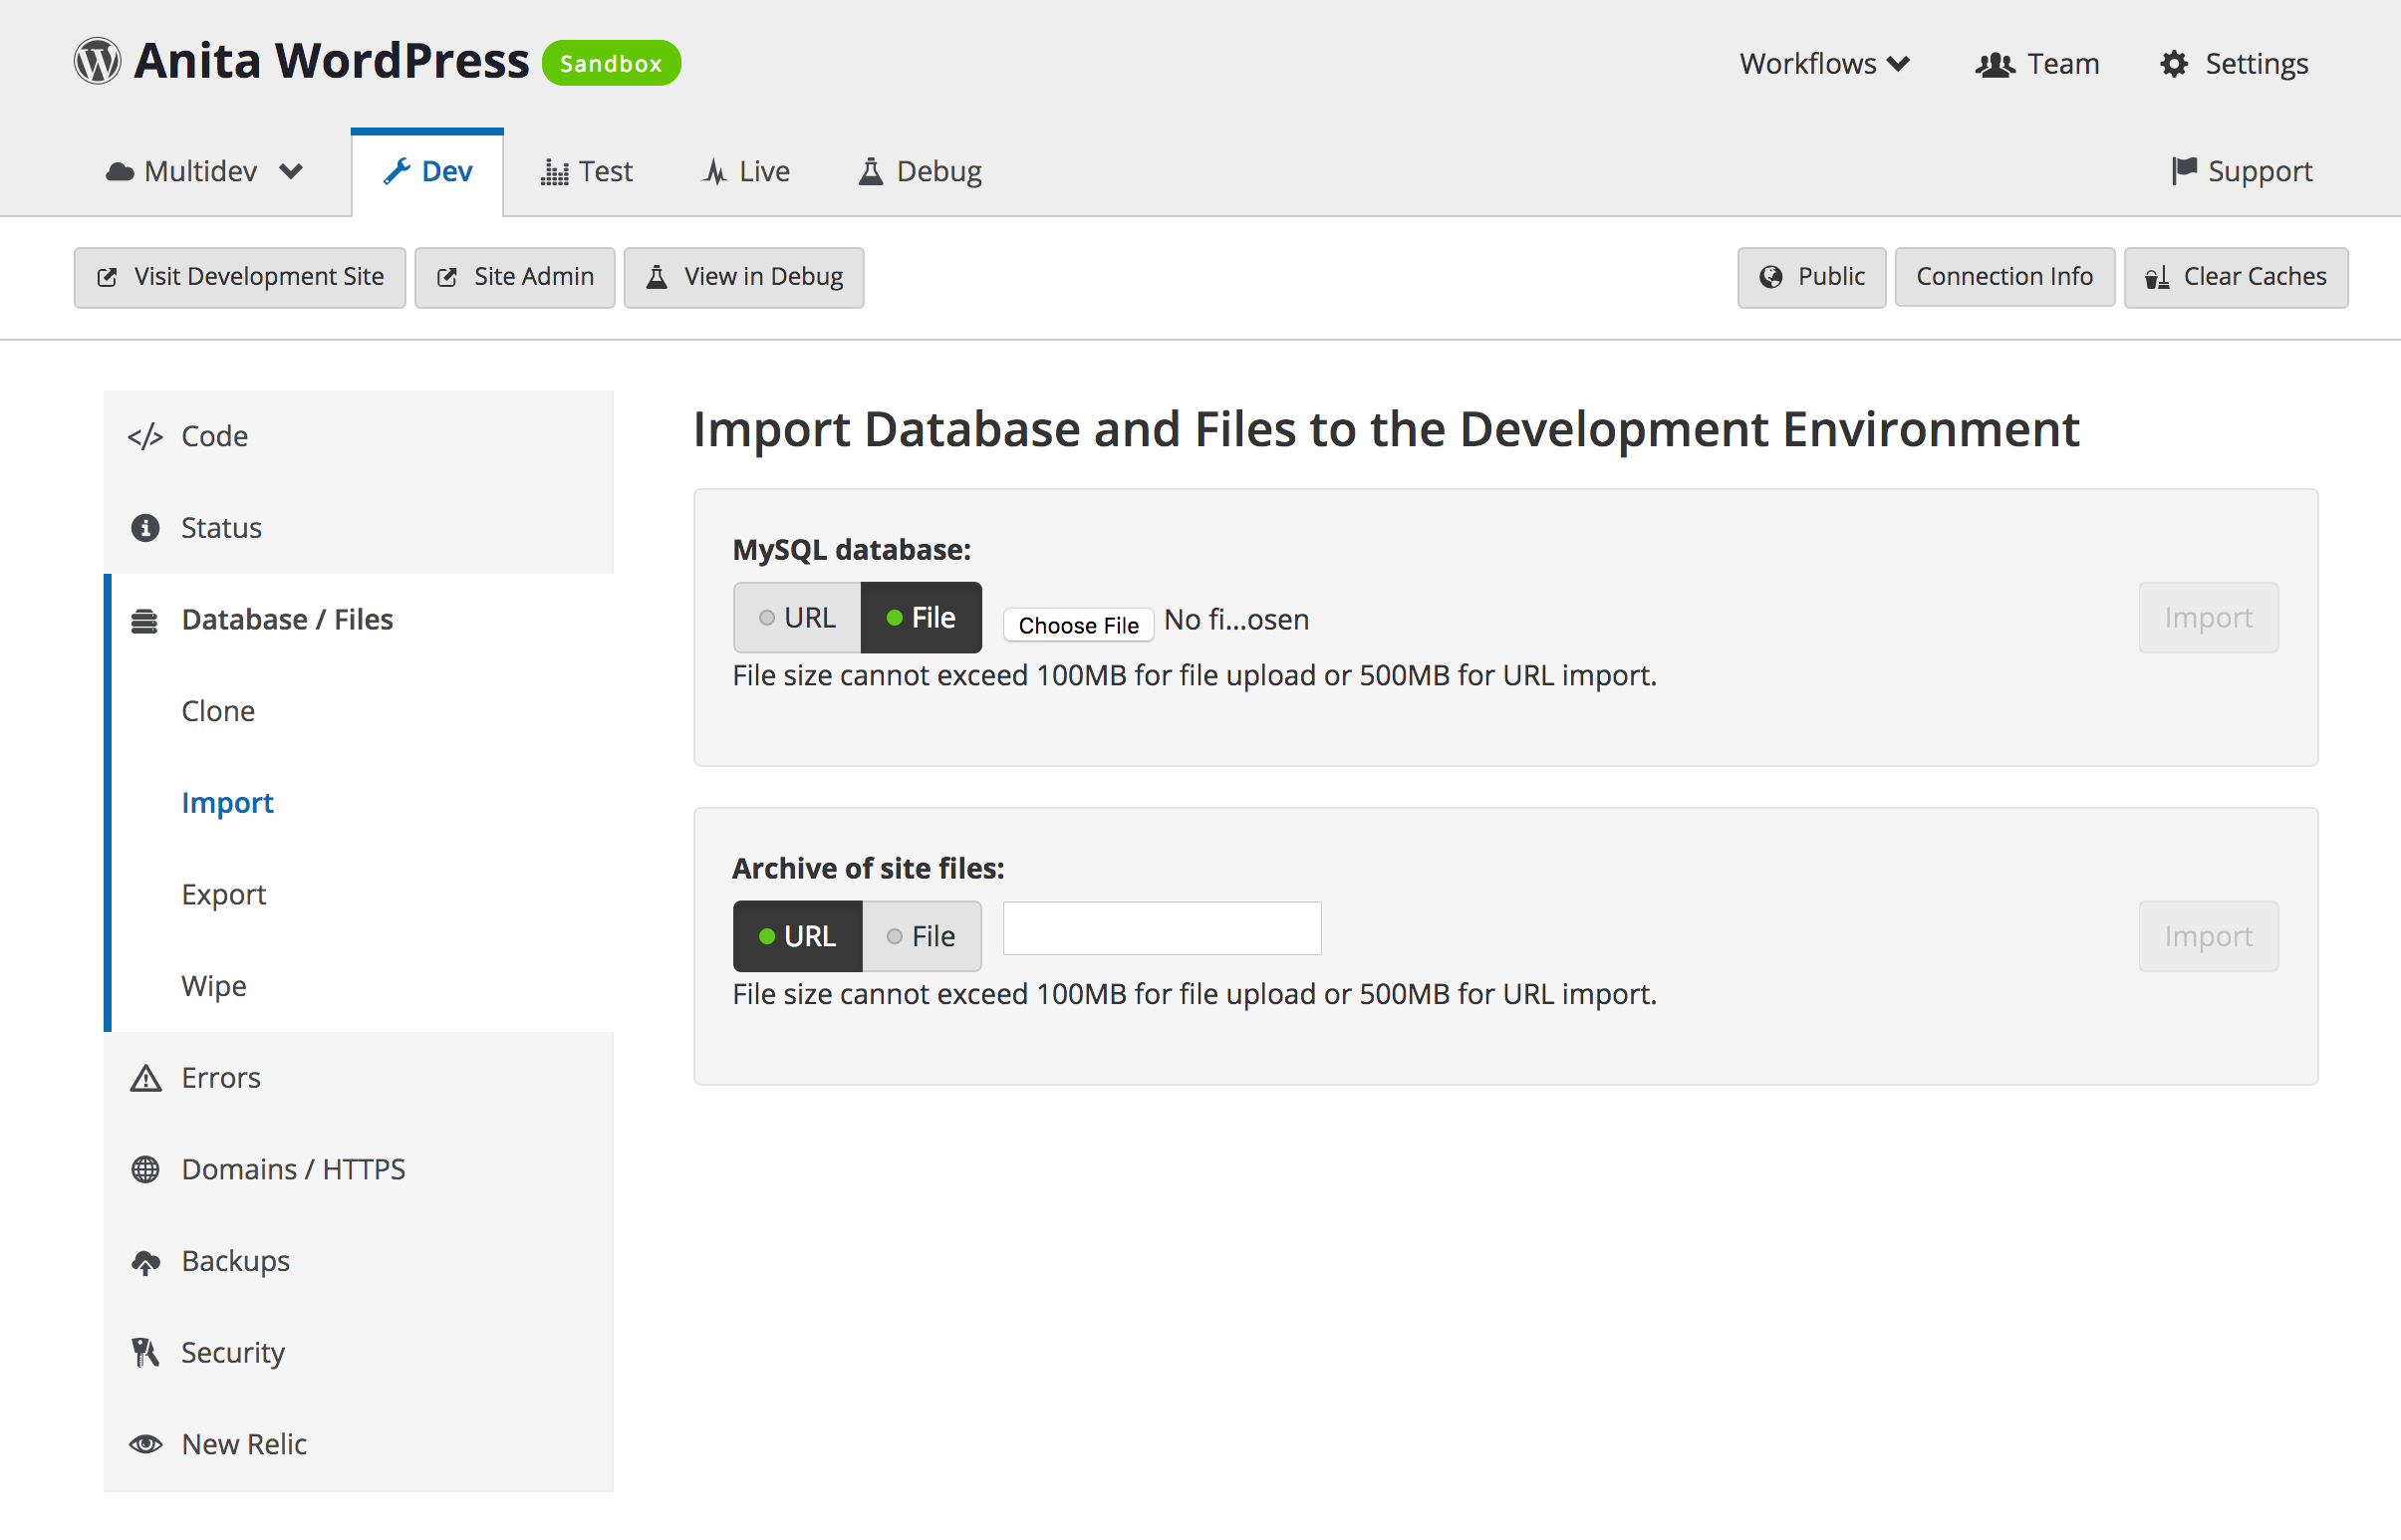 Anita WordPress Sandbox
Workflows Team Settings
Multidev Dev Test Live Debug Support
Visit Development Site Site Admin View in Debug Public Connection Info Clear Caches
Code
Status
Database / Files
Clone
Import
Export
Wipe
Errors
Domains / HTTPS
Backups
Security
New Relic
Import Database and Files to the Development Environment
MySQL database:
URL File Choose File No fi...osen Import
File size cannot exceed 100MB for file upload or 500MB for URL import.
Archive of site files:
URL File Import
File size cannot exceed 100MB for file upload or 500MB for URL import.